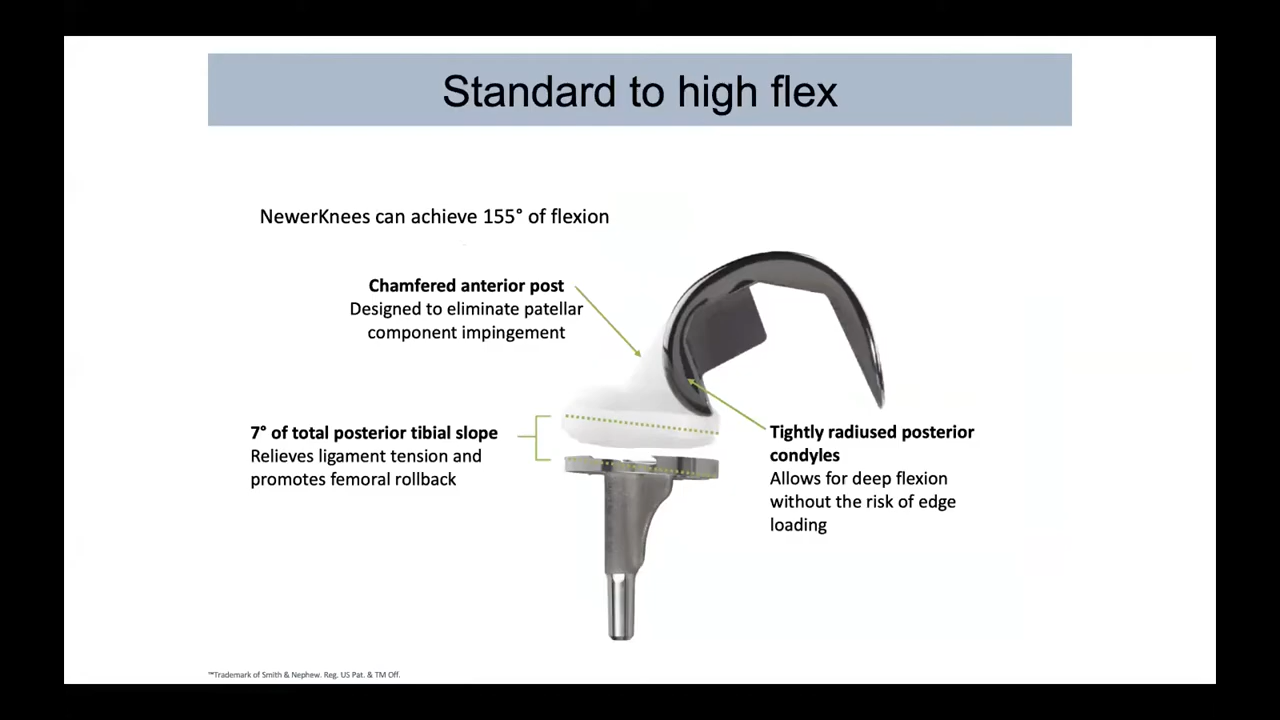 Standard to high flex
NewerKnees can achieve 155° of flexion
Chamfered anterior post
Designed to eliminate patellar
component impingement
7° of total posterior tibial slope
Relieves ligament tension and
promotes femoral rollback
Tightly radiused posterior
condyles
Allows for deep flexion
without the risk of edge
loading
™Trademark of Smith & Nephew. Reg. US Pat. & TM Off.